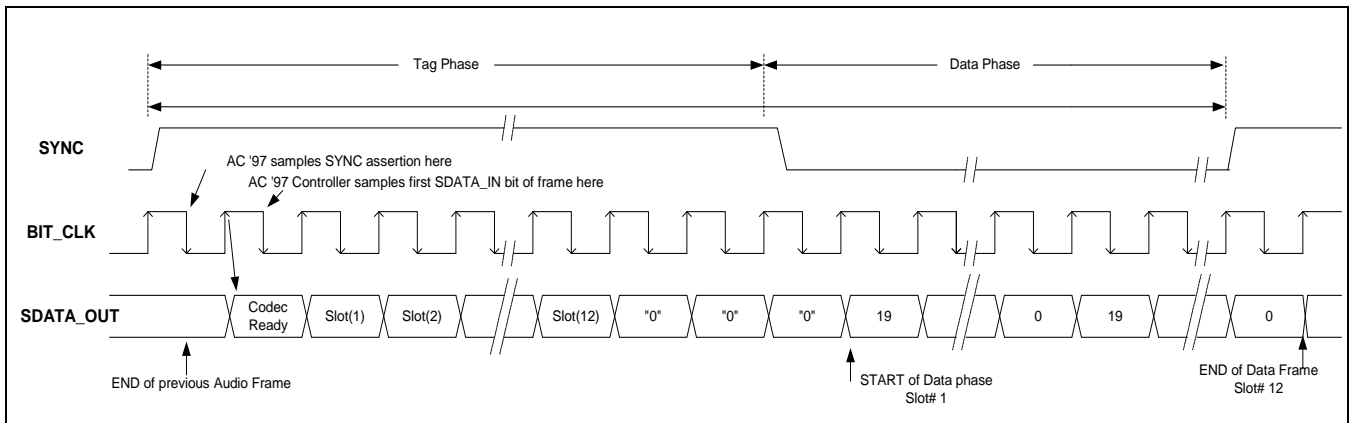 Tag Phase
Data Phase
SYNC
AC '97 samples SYNC assertion here
AC '97 Controller samples first SDATA_IN bit of frame here
BIT_CLK
SDATA_OUT
Codec
Ready
Slot(1)
Slot(2)
Slot(12)
"0"
"0"
"0"
19
0
19
0
END of previous Audio Frame
START of Data phase
Slot# 1
END of Data Frame
Slot# 12